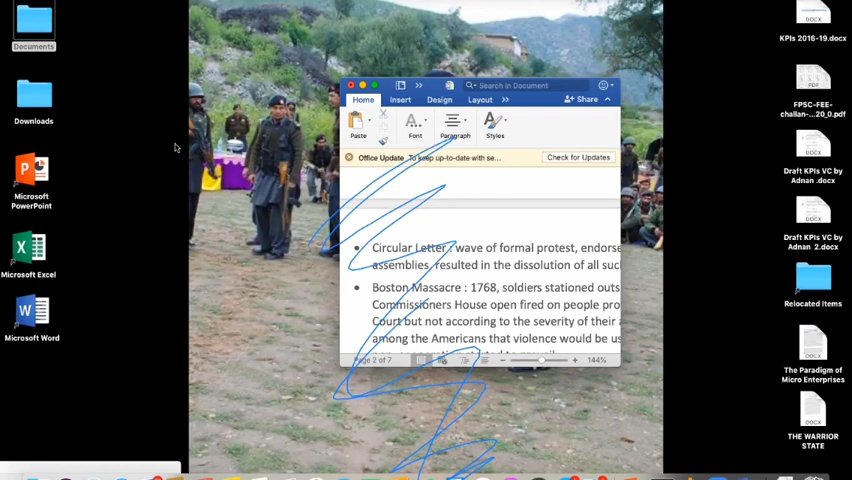 Documents
Downloads
Microsoft
PowerPoint
Microsoft Excel
Microsoft Word
Search in Document
Home
Insert
Design
Layout
Share
Paste
Font
Paragraph
Styles
Office Update To keep up-to-date with se...
Check for Updates
Circular Letter : wave of formal protest, endorse
assemblies, resulted in the dissolution of all suc
Boston Massacre : 1768, soldiers stationed outs
Commissioners House open fired on people pro
Court but not according to the severity of their a
among the Americans that violence would be us
Page 2 of 7
144%
DOCX
KPIs 2016-19.docx
PDF
FPSC-FEE-
challan-...20_0.pdf
DOCX
Draft KPIs VC by
Adnan .docx
DOCX
Draft KPIs VC by
Adnan 2.docx
Relocated Items
DOCX
The Paradigm of
Micro Enterprises
DOCX
THE WARRIOR
STATE